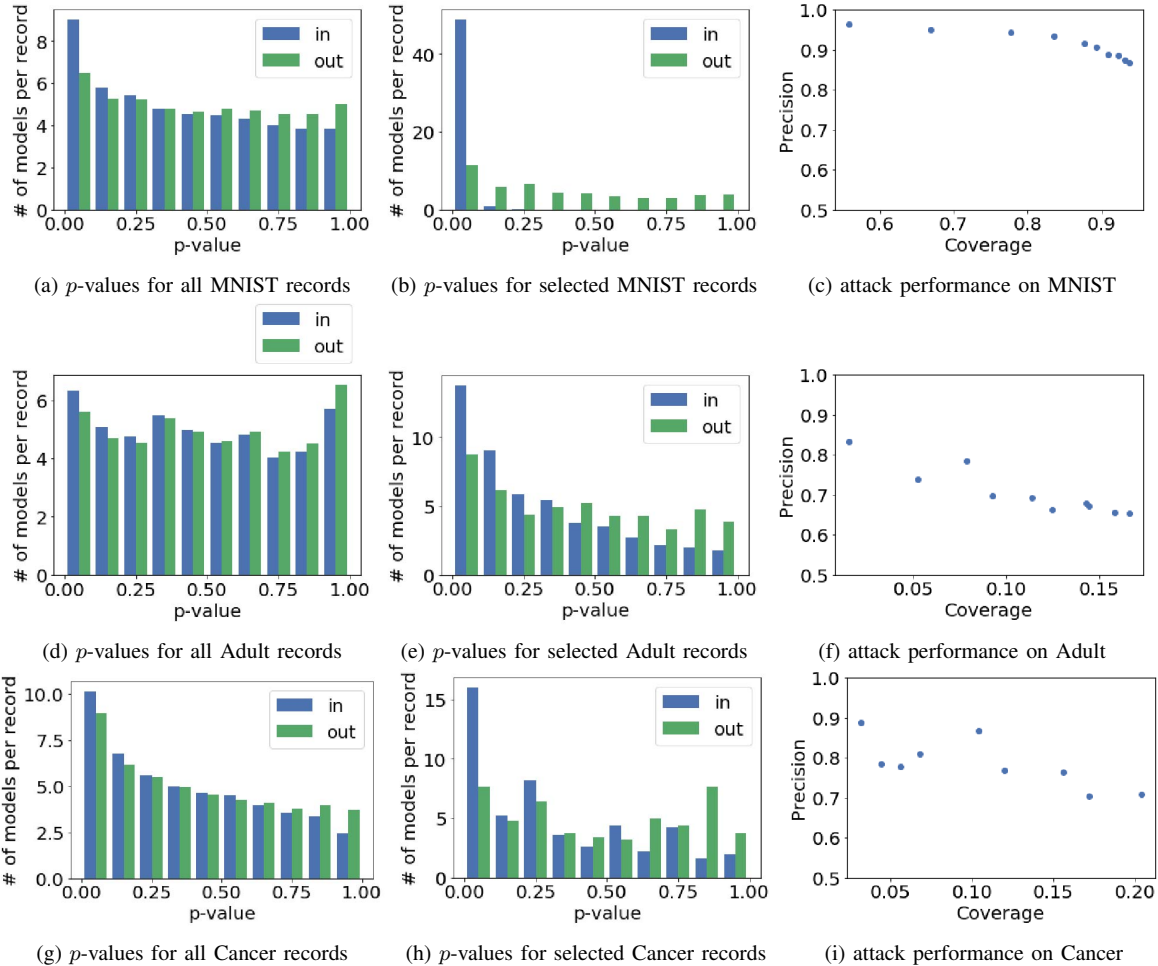 # of models per record
8
6
4
2
0
in
out
0.00 0.25 0.50 0.75 1.00
p-value
(a) p-values for all MNIST records
# of models per record
40
20
0
in
out
0.00 0.25 0.50 0.75 1.00
p-value
(b) p-values for selected MNIST records
Precision
1.0
0.9
0.8
0.7
0.6
0.5
0.6 0.7 0.8 0.9
Coverage
(c) attack performance on MNIST
in
out
# of models per record
6
4
2
0
0.00 0.25 0.50 0.75 1.00
p-value
(d) p-values for all Adult records
# of models per record
10
5
0
in
out
0.00 0.25 0.50 0.75 1.00
p-value
(e) p-values for selected Adult records
Precision
1.0
0.9
0.8
0.7
0.6
0.5
0.05 0.10 0.15
Coverage
(f) attack performance on Adult
# of models per record
10.0
7.5
5.0
2.5
0.0
in
out
0.00 0.25 0.50 0.75 1.00
p-value
(g) p-values for all Cancer records
# of models per record
15
10
5
0
in
out
0.00 0.25 0.50 0.75 1.00
p-value
(h) p-values for selected Cancer records
Precision
1.0
0.9
0.8
0.7
0.6
0.5
0.05 0.10 0.15 0.20
Coverage
(i) attack performance on Cancer